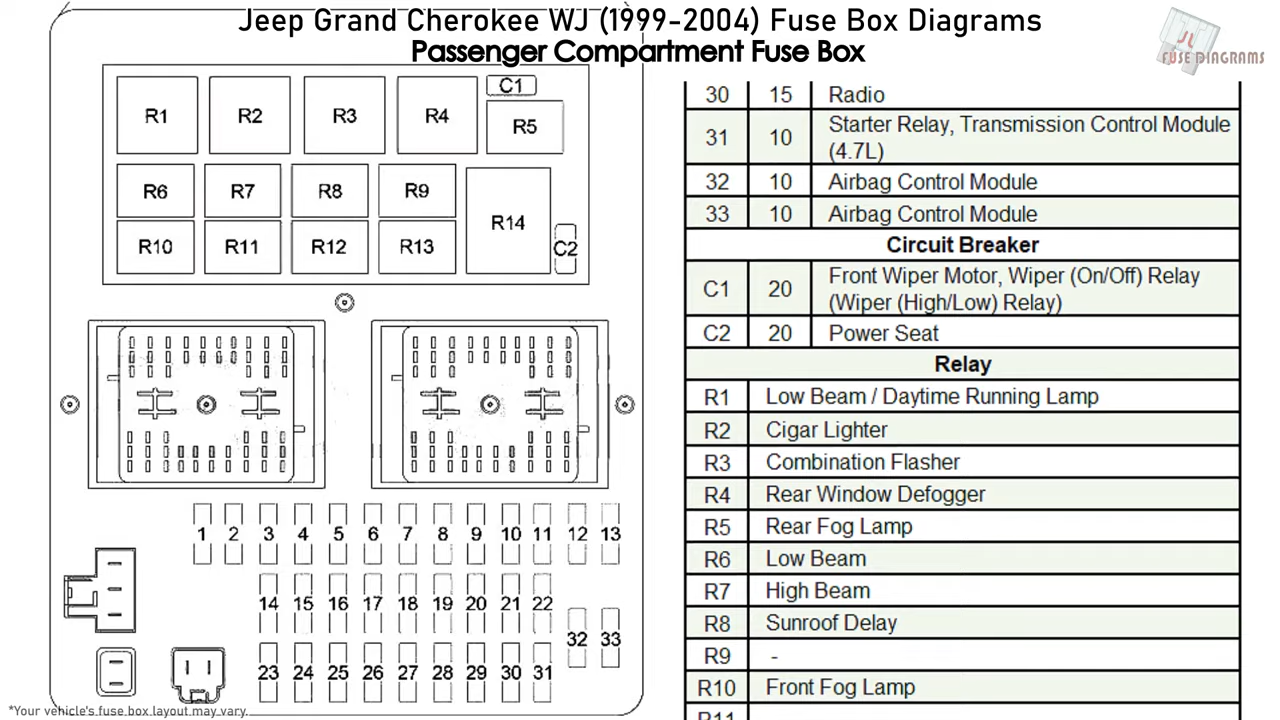 Jeep Grand Cherokee WJ (1999-2004) Fuse Box Diagrams
Passenger Compartment Fuse Box
JL
FUSE DIAGRAMS
R1 R2 R3 R4 C1 R5
R6 R7 R8 R9 R14
R10 R11 R12 R13 C2
1 2 3 4 5 6 7 8 9 10 11 12 13
14 15 16 17 18 19 20 21 22
32 33
23 24 25 26 27 28 29 30 31
*Your vehicle's fuse box layout may vary.
30 15 Radio
31 10 Starter Relay, Transmission Control Module
(4.7L)
32 10 Airbag Control Module
33 10 Airbag Control Module
Circuit Breaker
C1 20 Front Wiper Motor, Wiper (On/Off) Relay
(Wiper (High/Low) Relay)
C2 20 Power Seat
Relay
R1 Low Beam / Daytime Running Lamp
R2 Cigar Lighter
R3 Combination Flasher
R4 Rear Window Defogger
R5 Rear Fog Lamp
R6 Low Beam
R7 High Beam
R8 Sunroof Delay
R9 -
R10 Front Fog Lamp
R11